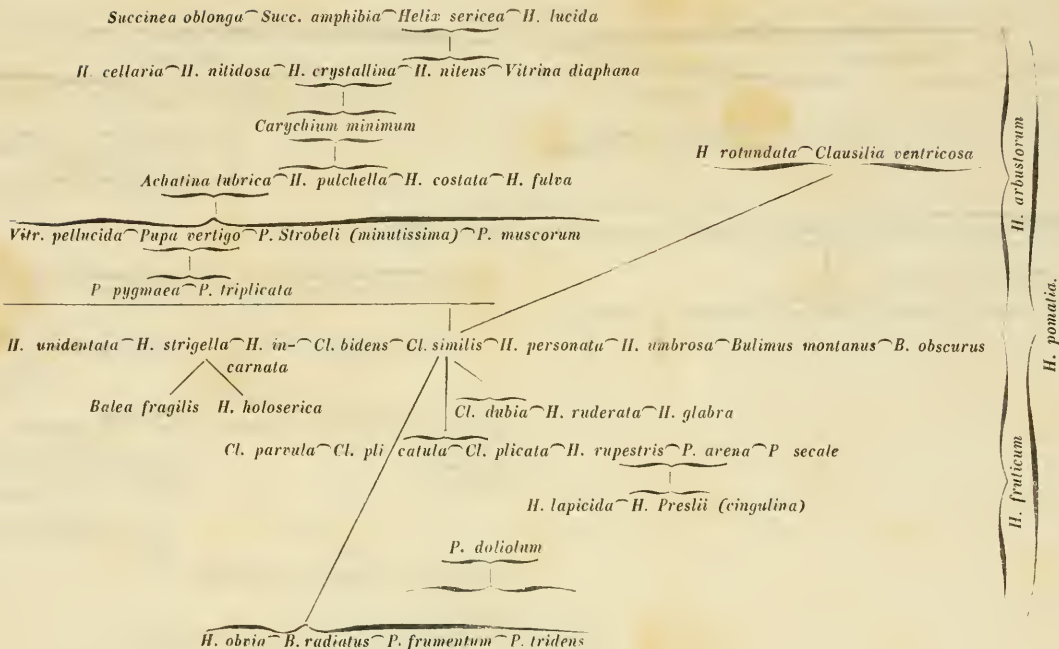 Succinea oblonga⁀Succ. amphibia⁀Helix sericea⁀H. lucida
H. cellaria⁀H. nitidosa⁀H. crystallina⁀H. nitens⁀Vitrina diaphana
Carychium minimum
H rotundata⁀Clausilia ventricosa
Achatina lubrica⁀H. pulchella⁀H. costata⁀H. fulva
Vitr. pellucida⁀Pupa vertigo⁀P. Strobeli (minutissima)⁀P. muscorum
P pygmaea⁀P. triplicata
H. unidentata⁀H. strigella⁀H. in-⁀Cl. bidens⁀Cl. similis⁀H. personata⁀H. umbrosa⁀Bulimus montanus⁀B. obscurus
carnata
Balea fragilis H. holoserica
Cl. dubia⁀H. ruderata⁀H. glabra
Cl. parvula⁀Cl. pli catula⁀Cl. plicata⁀H. rupestris⁀P. arena⁀P secale
H. lapicida⁀H. Preslii (cingulina)
P. doliolum
H. obvia⁀B. radiatus⁀P. frumentum⁀P. tridens
H. arbustorum
H. fruticum
H. pomatia.